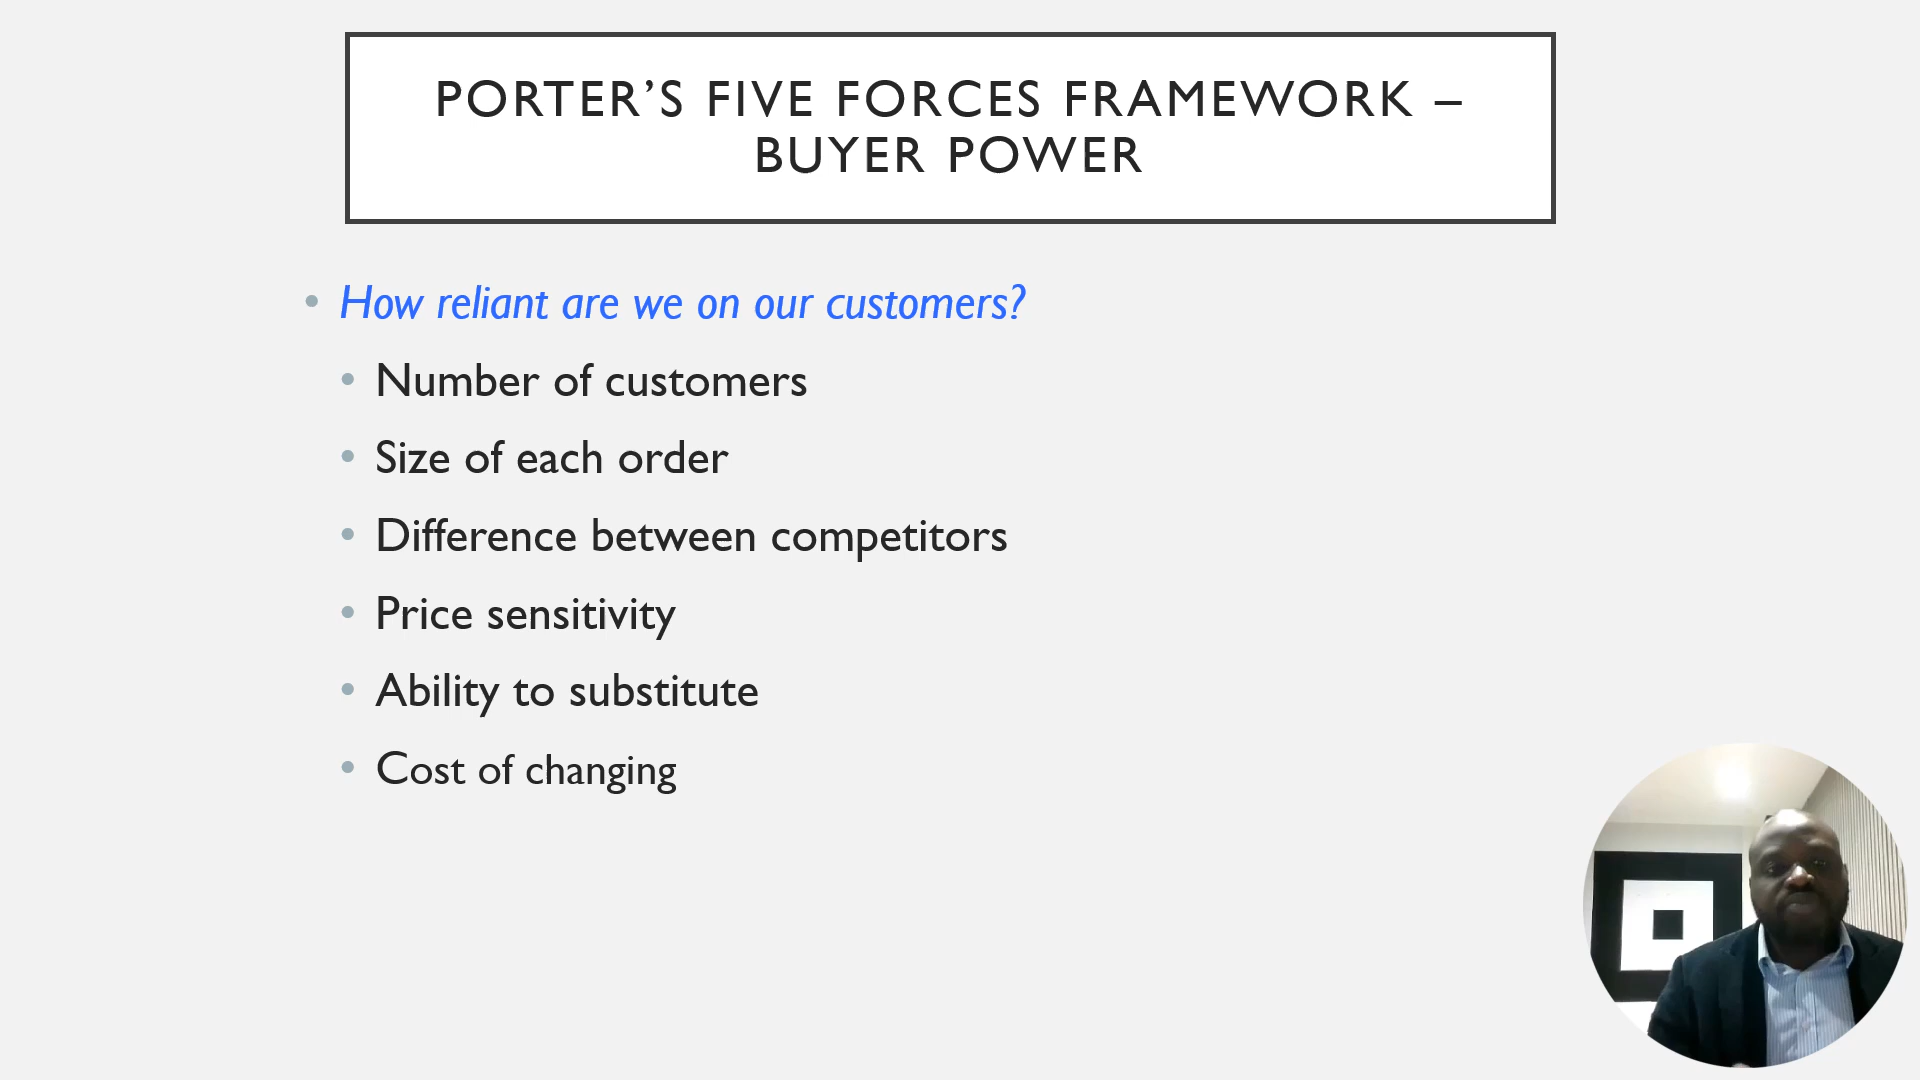 PORTER’S FIVE FORCES FRAMEWORK –
BUYER POWER
• How reliant are we on our customers?
• Number of customers
• Size of each order
• Difference between competitors
• Price sensitivity
• Ability to substitute
• Cost of changing